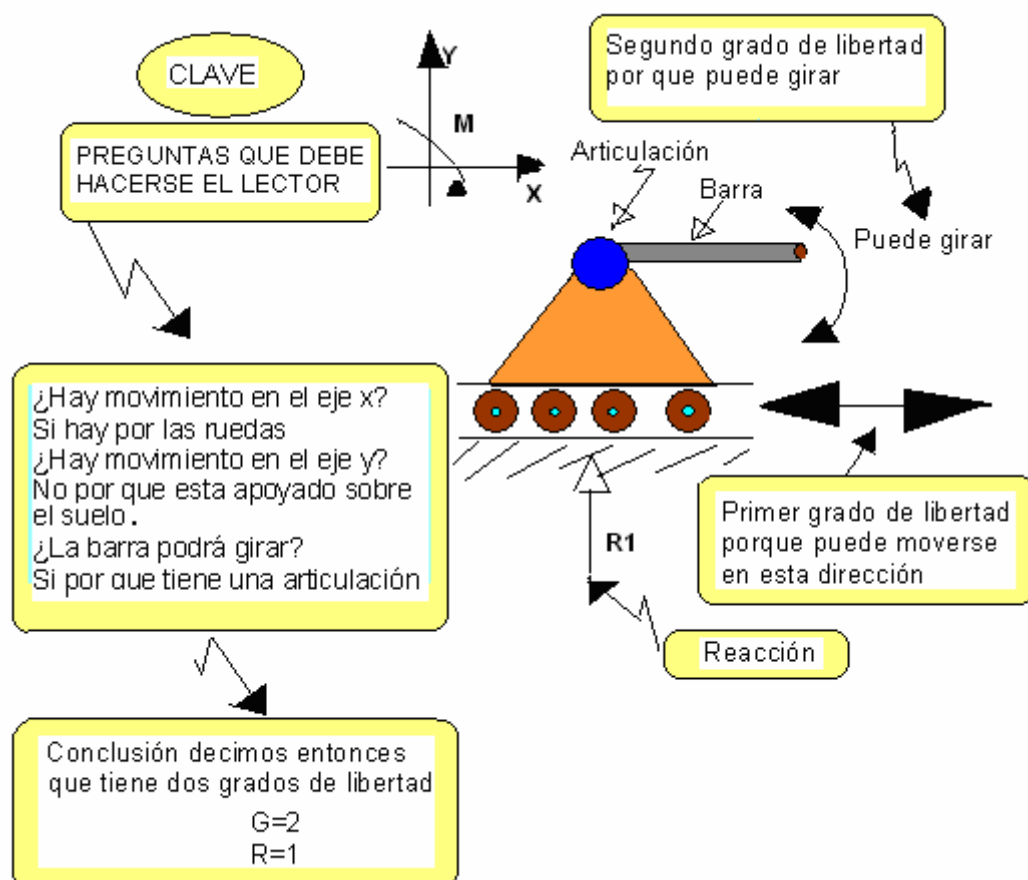 CLAVE
PREGUNTAS QUE DEBE
HACERSE EL LECTOR
Y
M
X
Segundo grado de libertad
por que puede girar
Articulación
Barra
Puede girar
¿Hay movimiento en el eje x?
Si hay por las ruedas
¿Hay movimiento en el eje y?
No por que esta apoyado sobre
el suelo.
¿La barra podrá girar?
Si por que tiene una articulación
R1
Primer grado de libertad
porque puede moverse
en esta dirección
Reacción
Conclusión decimos entonces
que tiene dos grados de libertad
G=2
R=1